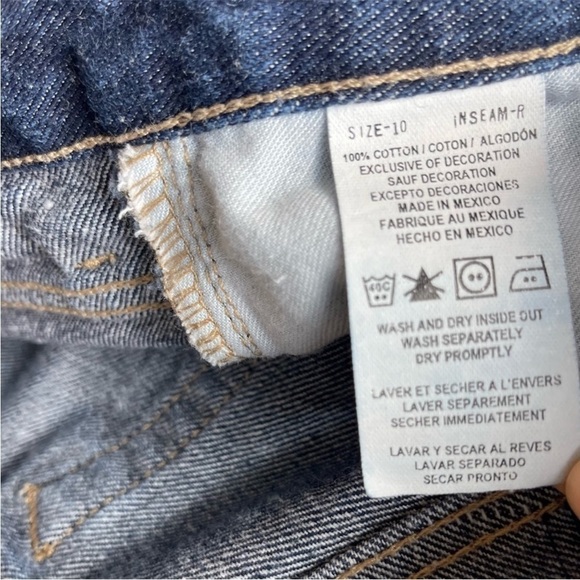 SIZE-10 INSEAM-R
100% COTTON / COTON / ALGODÓN
EXCLUSIVE OF DECORATION
SAUF DECORATION
EXCEPTO DECORACIONES
MADE IN MEXICO
FABRIQUE AU MEXIQUE
HECHO EN MEXICO
40C
WASH AND DRY INSIDE OUT
WASH SEPARATELY
DRY PROMPTLY
LAVER ET SECHER A L'ENVERS
LAVER SEPAREMENT
SECHER IMMEDIATEMENT
LAVAR Y SECAR AL REVES
LAVAR SEPARADO
SECAR PRONTO